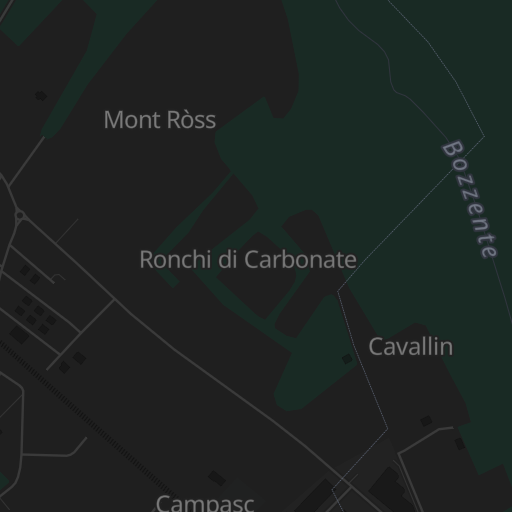 Mont Ròss
Bozzente
Ronchi di Carbonate
Cavallin
Campasc